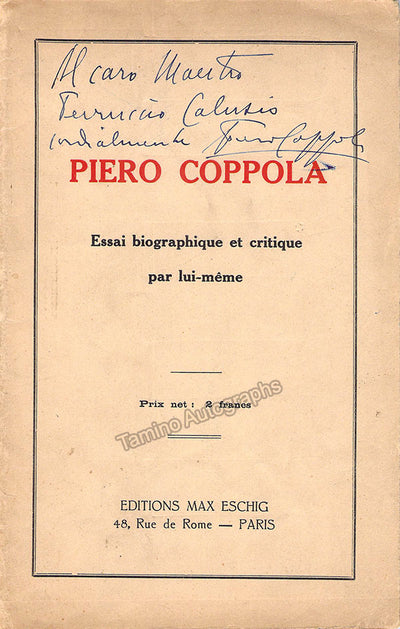 Al caro Maestro
Ferruccio Calusio
cordialmente Piero Coppola
PIERO COPPOLA
Essai biographique et critique
par lui-même
Prix net : 2 francs
Tamino Autographs
EDITIONS MAX ESCHIG
48, Rue de Rome — PARIS